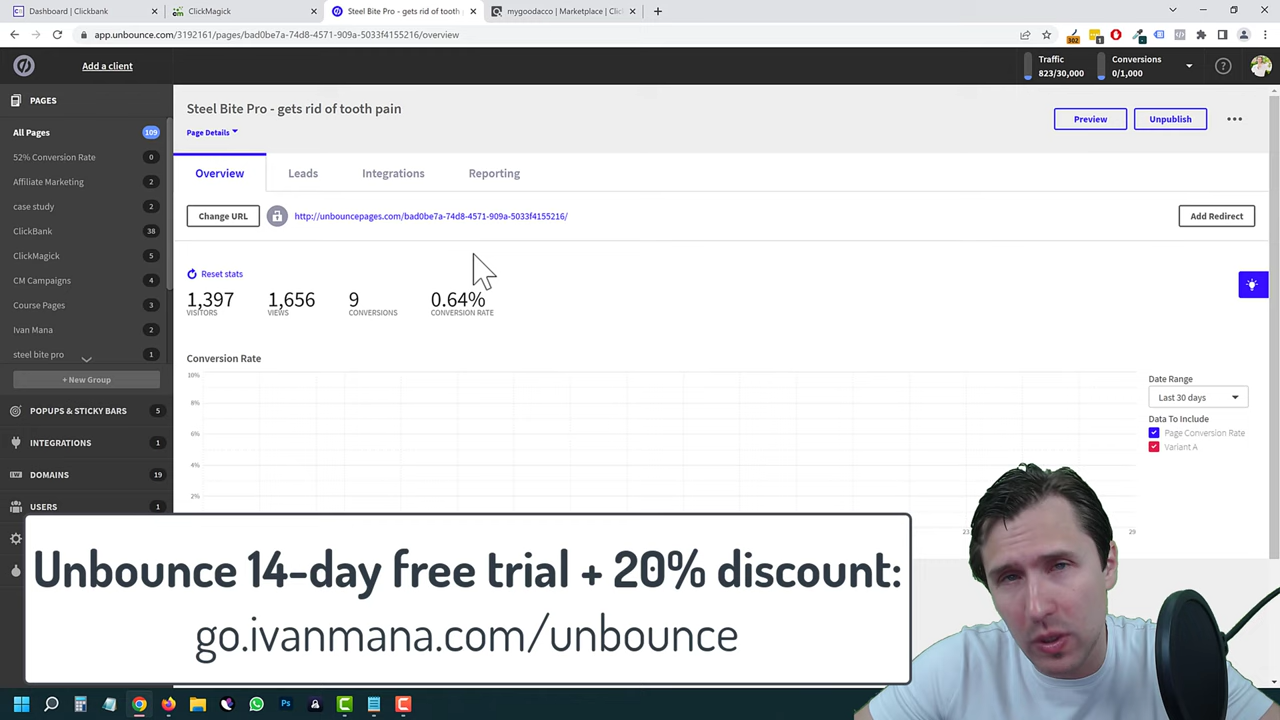 Dashboard | Clickbank
ClickMagick
Steel Bite Pro - gets rid of tooth p
mygoodacco | Marketplace | Click
app.unbounce.com/3192161/pages/bad0be7a-74d8-4571-909a-5033f4155216/overview
302
1
Add a client
Traffic
823/30,000
Conversions
0/1,000
PAGES
All Pages 109
52% Conversion Rate 0
Affiliate Marketing 2
case study 2
ClickBank 38
ClickMagick 5
CM Campaigns 4
Course Pages 3
Ivan Mana 2
steel bite pro 1
+ New Group
POPUPS & STICKY BARS 5
INTEGRATIONS 1
DOMAINS 19
USERS 1
Steel Bite Pro - gets rid of tooth pain
Page Details
Preview
Unpublish
Overview
Leads
Integrations
Reporting
Change URL
http://unbouncepages.com/bad0be7a-74d8-4571-909a-5033f4155216/
Add Redirect
Reset stats
1,397
VISITORS
1,656
VIEWS
9
CONVERSIONS
0.64%
CONVERSION RATE
Conversion Rate
10%
8%
6%
4%
2%
29
Date Range
Last 30 days
Data To Include
Page Conversion Rate
Variant A
Unbounce 14-day free trial + 20% discount:
go.ivanmana.com/unbounce